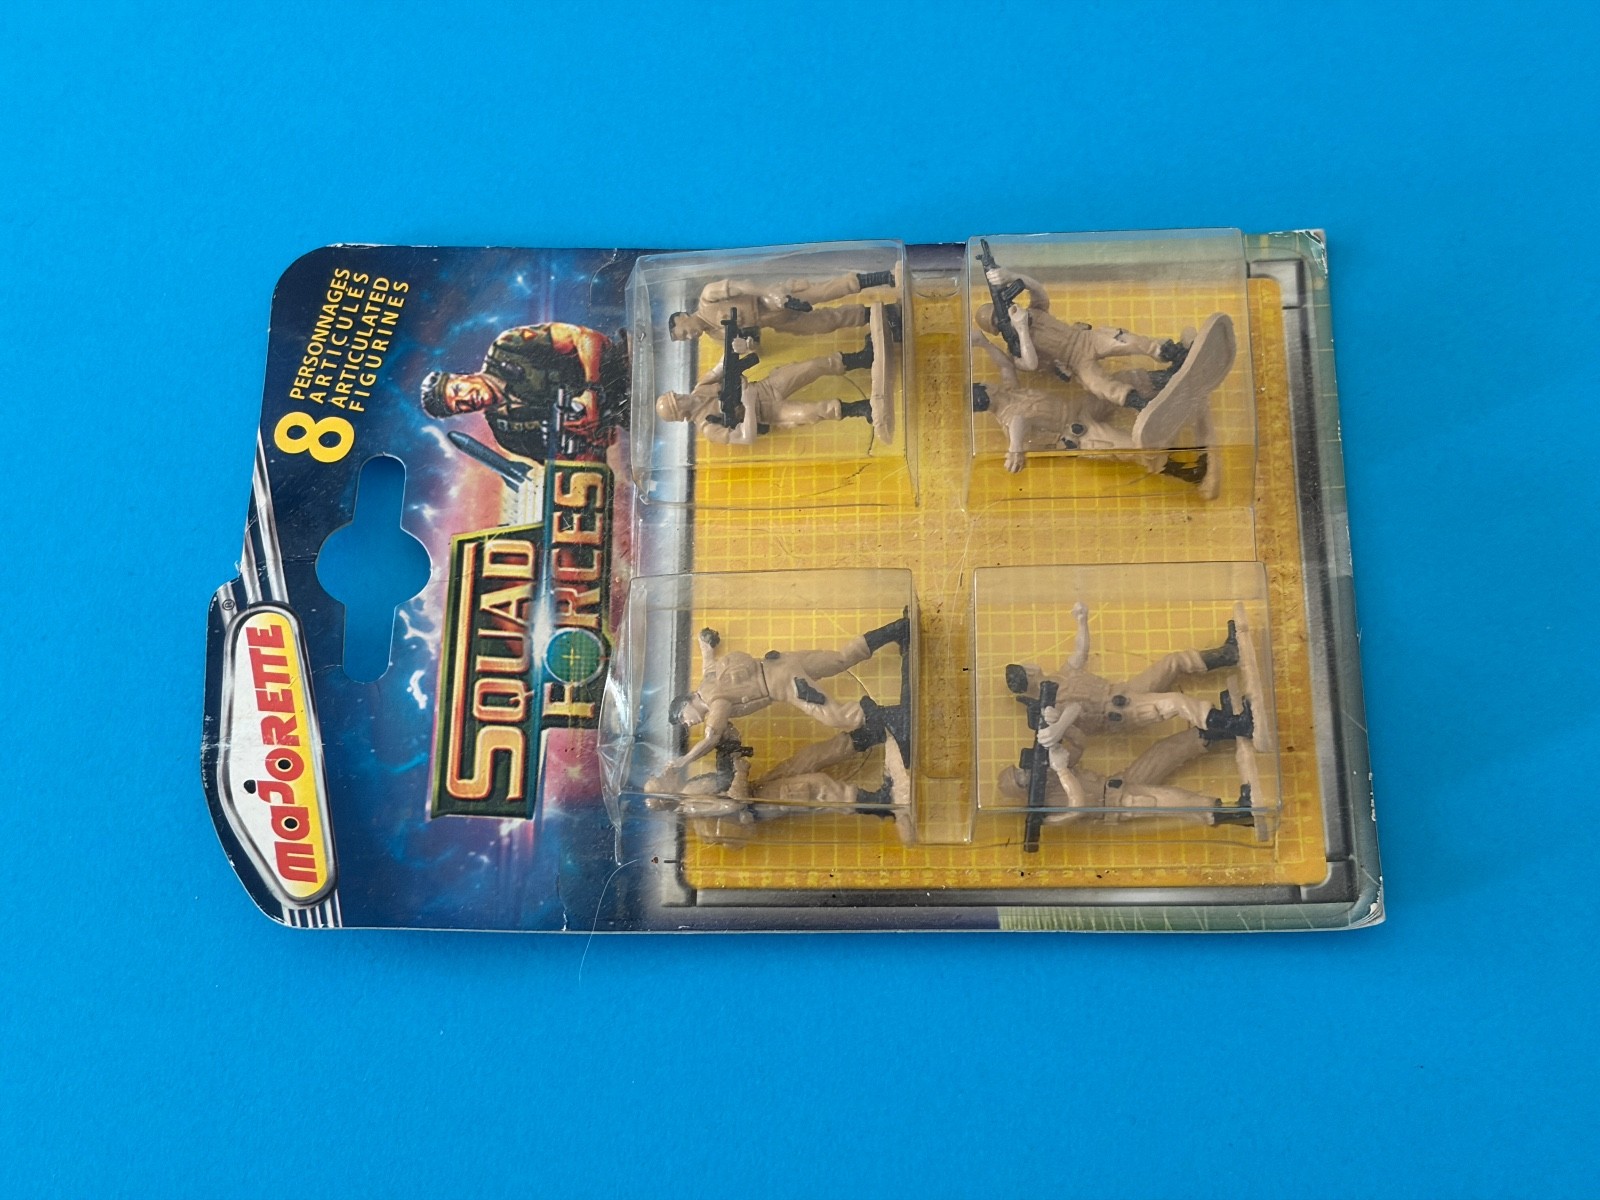 majORETTE
®
8
PERSONNAGES
ARTICULÉS
ARTICULATED
FIGURINES
SQUAD
FORCES